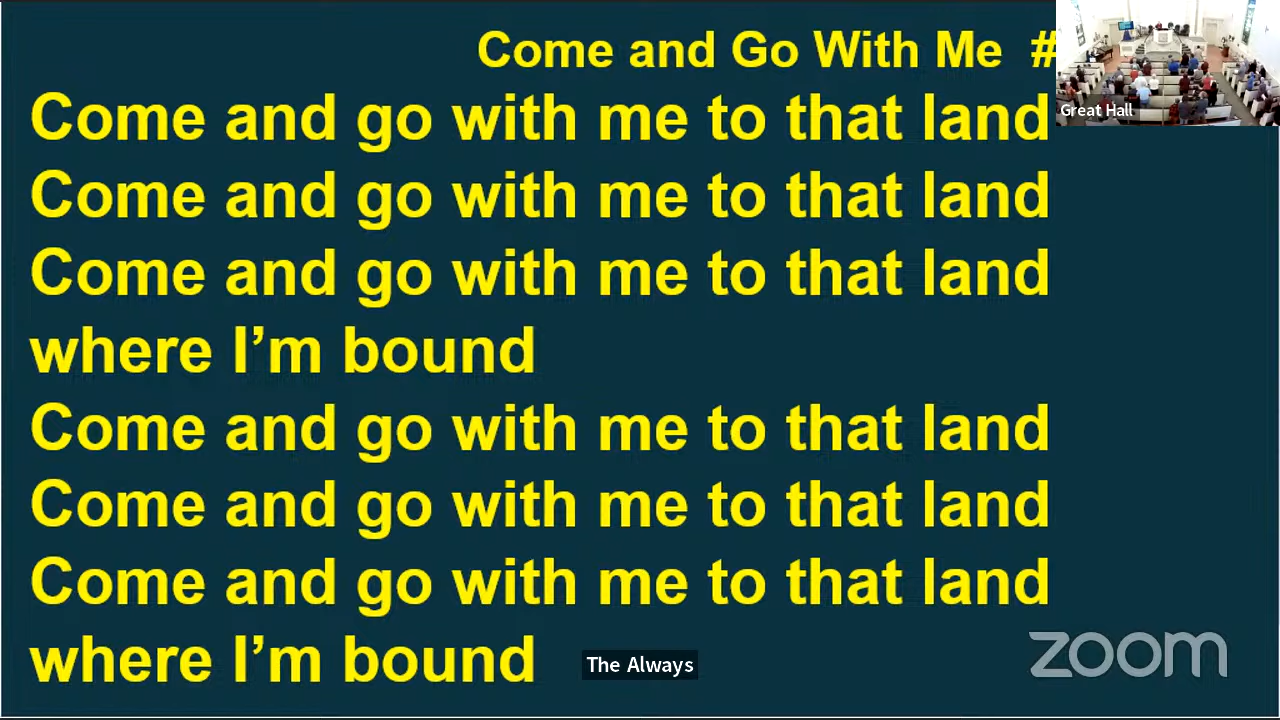 Come and Go With Me #
Great Hall
Come and go with me to that land
Come and go with me to that land
Come and go with me to that land
where I’m bound
Come and go with me to that land
Come and go with me to that land
Come and go with me to that land
where I’m bound
The Always
zoom